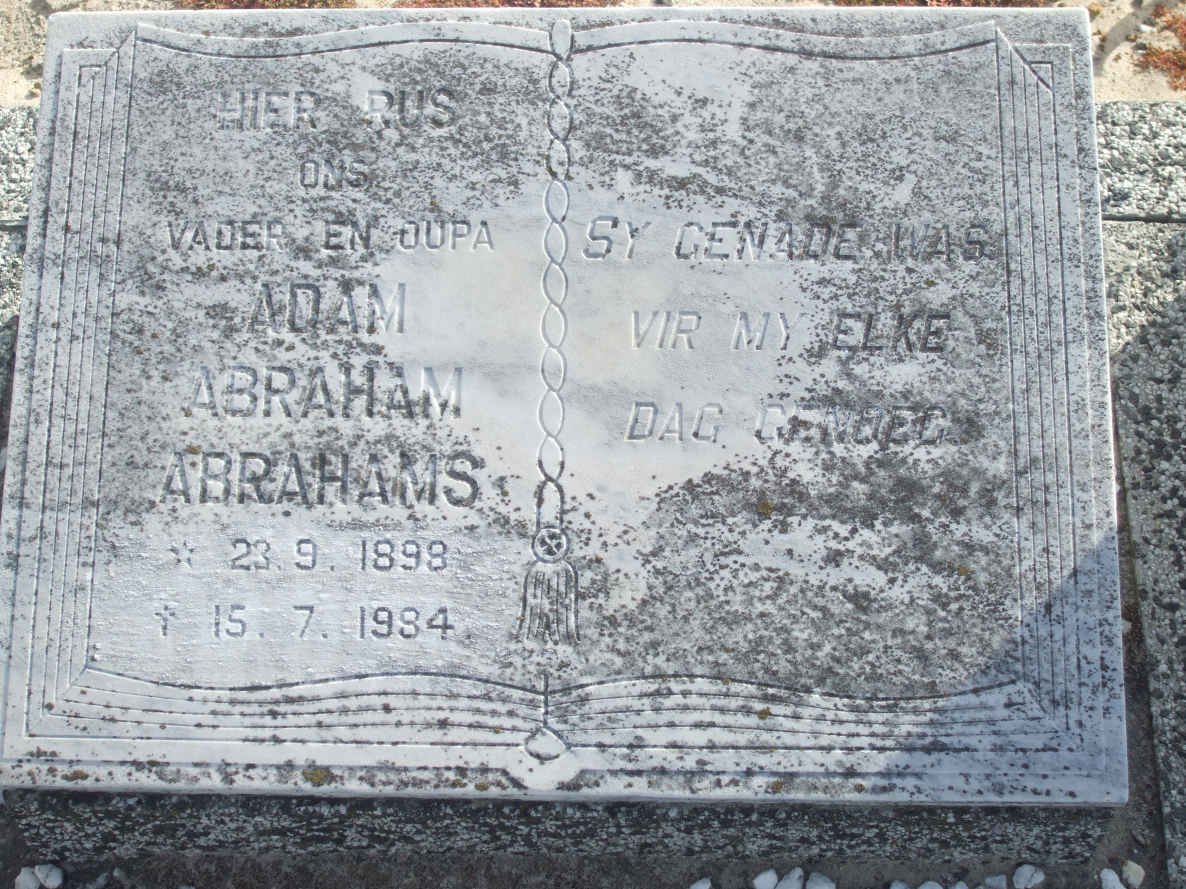 HIER RUS
ONS
VADER EN OUPA
ADAM
ABRAHAM
ABRAHAMS
* 23.9.1898
† 15.7.1984
SY GENADE WAS
VIR MY ELKE
DAG GENOEG.